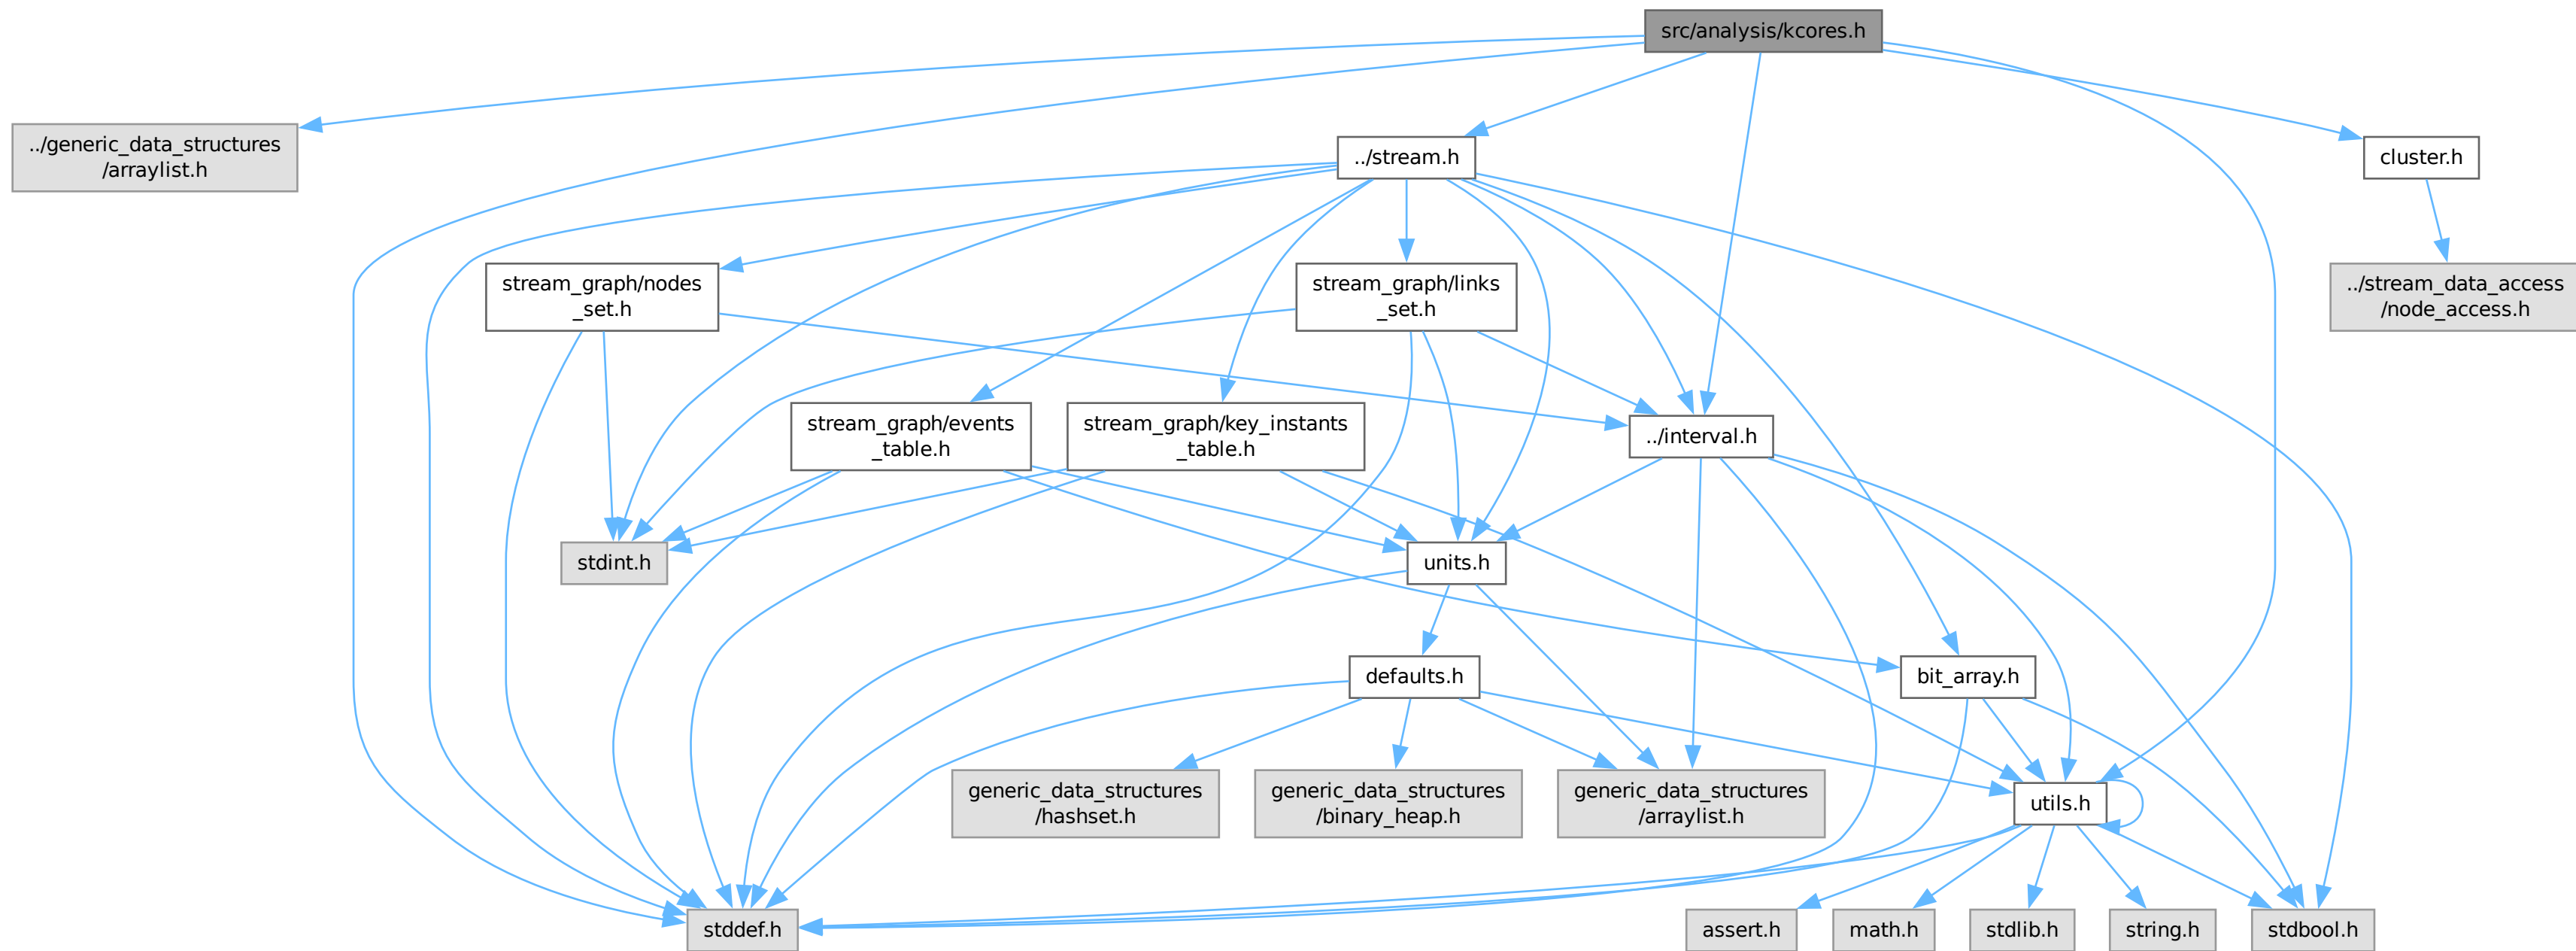 src/analysis/kcores.h
../generic_data_structures
/arraylist.h
../stream.h
cluster.h
stream_graph/nodes
_set.h
stream_graph/links
_set.h
../stream_data_access
/node_access.h
stream_graph/events
_table.h
stream_graph/key_instants
_table.h
../interval.h
stdint.h
units.h
defaults.h
bit_array.h
generic_data_structures
/hashset.h
generic_data_structures
/binary_heap.h
generic_data_structures
/arraylist.h
utils.h
stddef.h
assert.h
math.h
stdlib.h
string.h
stdbool.h